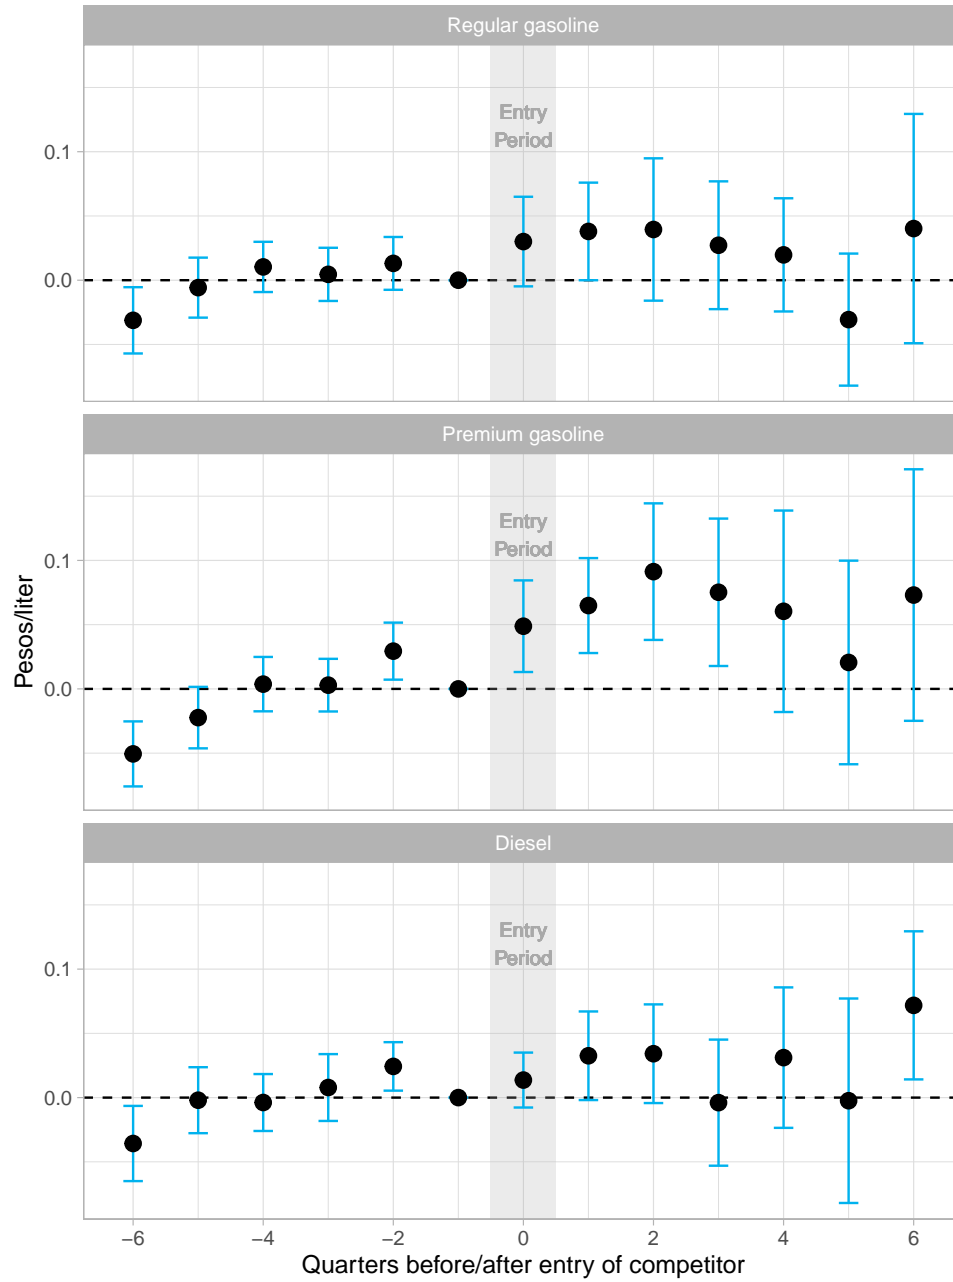 Regular gasoline
Entry
Period
0.1
0.0
Premium gasoline
Entry
Period
0.1
0.0
Pesos/liter
Diesel
Entry
Period
0.1
0.0
−6 −4 −2 0 2 4 6
Quarters before/after entry of competitor